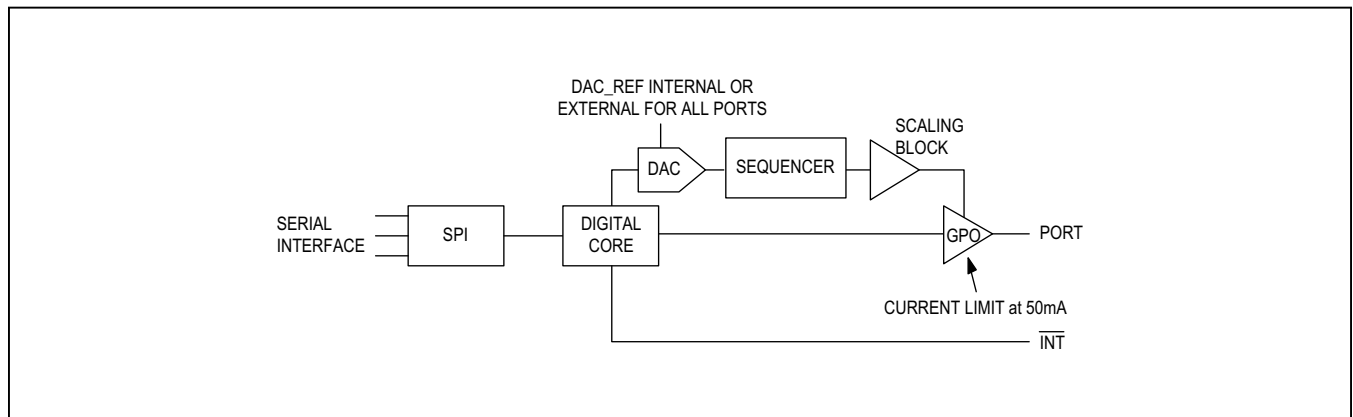 DAC_REF INTERNAL OR
EXTERNAL FOR ALL PORTS
SCALING
BLOCK
DAC
SEQUENCER
SERIAL
INTERFACE
SPI
DIGITAL
CORE
GPO
PORT
CURRENT LIMIT at 50mA
INT